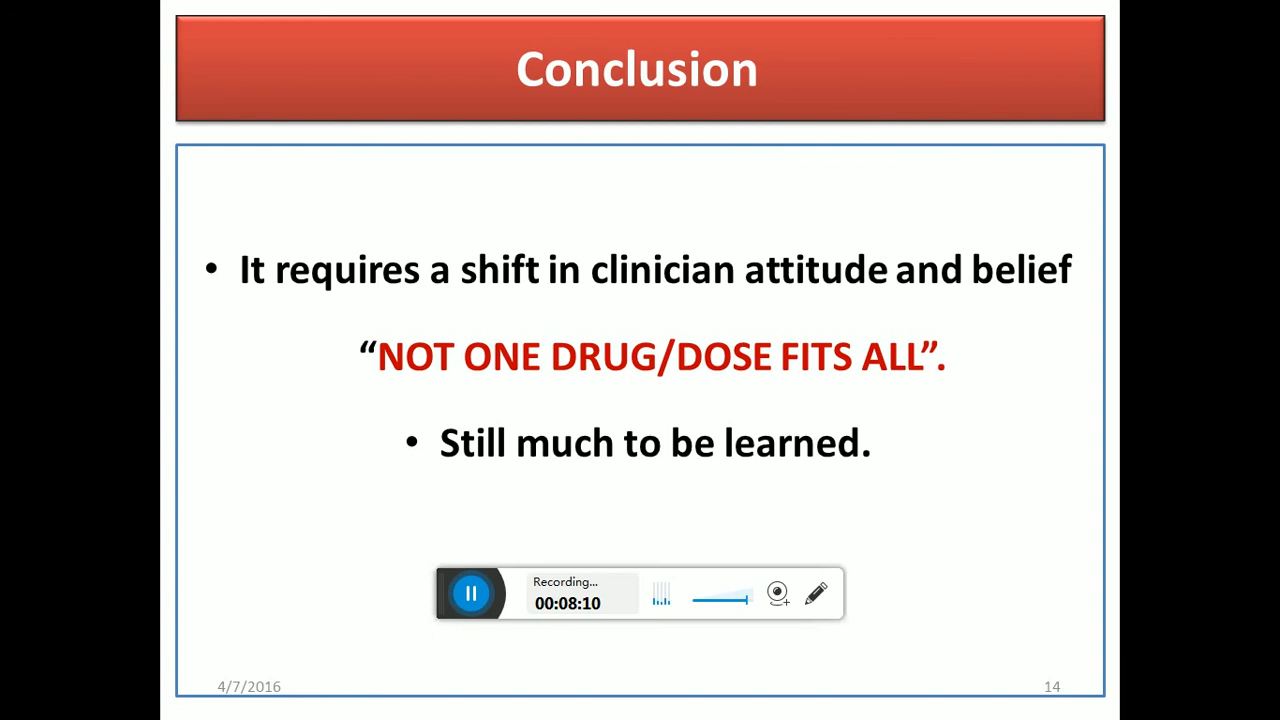 Conclusion
• It requires a shift in clinician attitude and belief
“NOT ONE DRUG/DOSE FITS ALL”.
• Still much to be learned.
Recording...
00:08:10
4/7/2016
14